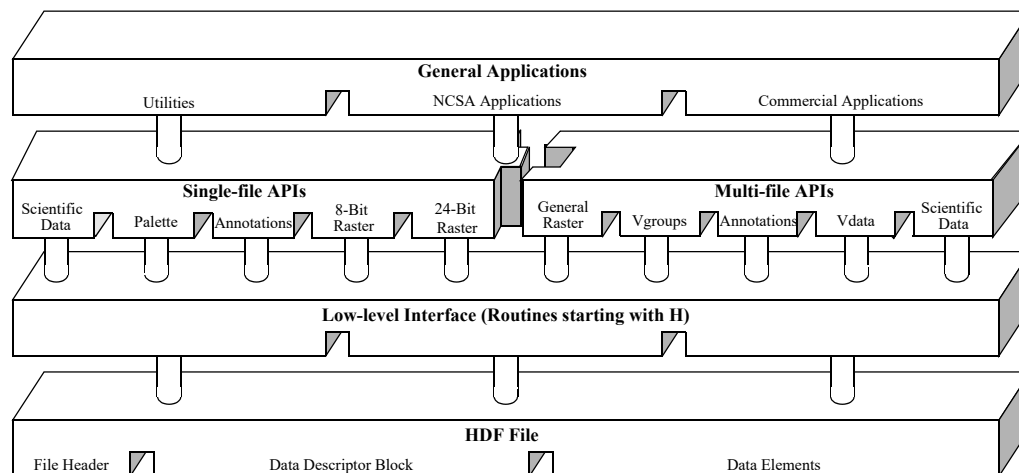 General Applications
Utilities
NCSA Applications
Commercial Applications
Single-file APIs
Scientific
Data
Palette
Annotations
8-Bit
Raster
24-Bit
Raster
Multi-file APIs
General
Raster
Vgroups
Annotations
Vdata
Scientific
Data
Low-level Interface (Routines starting with H)
HDF File
File Header
Data Descriptor Block
Data Elements